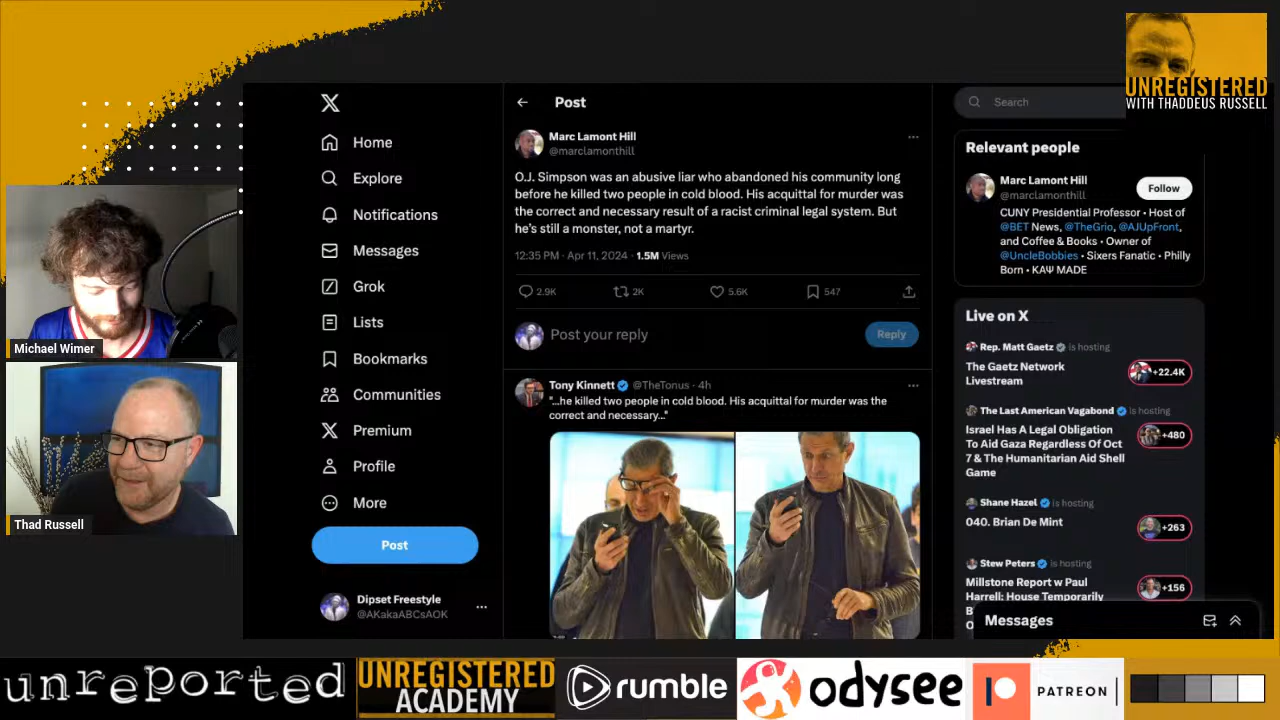 UNREGISTERED
WITH THADDEUS RUSSELL
Michael Wimer
Thad Russell
Home
Explore
Notifications
Messages
Grok
Lists
Bookmarks
Communities
Premium
Profile
More
Post
Dipset Freestyle
@AKakaABCsAOK
Post
Marc Lamont Hill
@marclamonthill
O.J. Simpson was an abusive liar who abandoned his community long
before he killed two people in cold blood. His acquittal for murder was
the correct and necessary result of a racist criminal legal system. But
he's still a monster, not a martyr.
12:35 PM · Apr 11, 2024 · 1.5M Views
2.9K 2K 5.6K 547
Post your reply
Reply
Tony Kinnett @TheTonus · 4h
"...he killed two people in cold blood. His acquittal for murder was the
correct and necessary..."
Search
Relevant people
Marc Lamont Hill
@marclamonthill
Follow
CUNY Presidential Professor • Host of
@BET News, @TheGrio, @AJUpFront,
and Coffee & Books • Owner of
@UncleBobbies • Sixers Fanatic • Philly
Born • KAΨ MADE
Live on X
Rep. Matt Gaetz is hosting
The Gaetz Network
Livestream
+22.4K
The Last American Vagabond is hosting
Israel Has A Legal Obligation
To Aid Gaza Regardless Of Oct
7 & The Humanitarian Aid Shell
Game
+480
Shane Hazel is hosting
040. Brian De Mint
+263
Stew Peters is hosting
Millstone Report w Paul
Harrell: House Temporarily
+156
Messages
unreported
UNREGISTERED
ACADEMY
rumble
odysee
PATREON